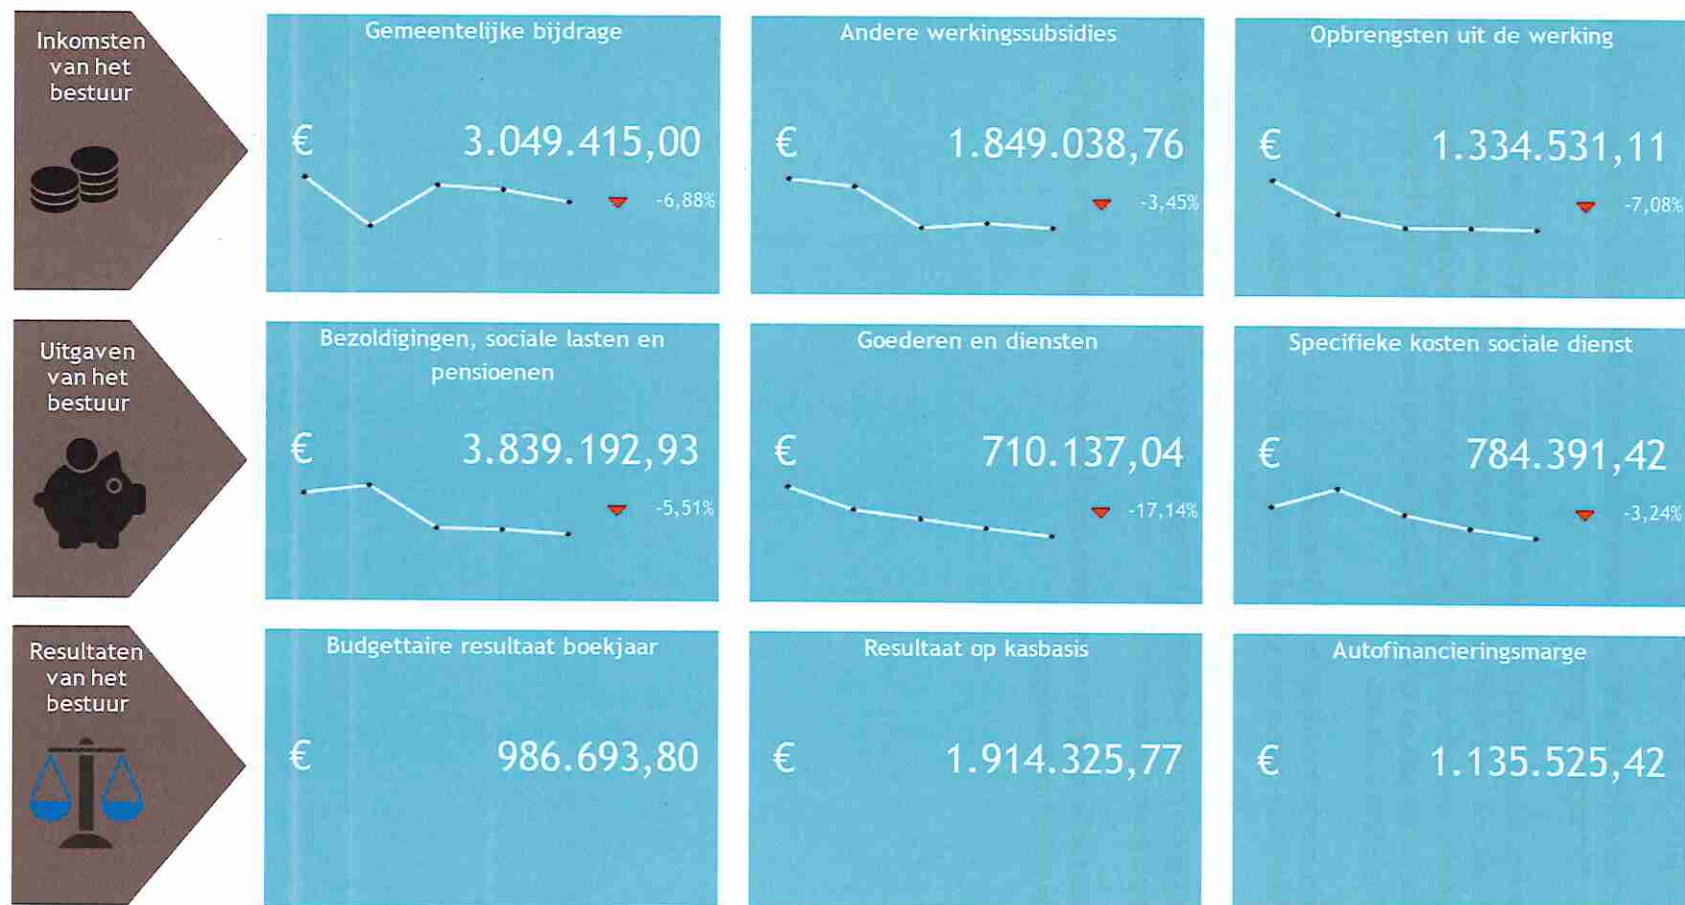 Inkomsten
van het
bestuur
Gemeentelijke bijdrage
€ 3.049.415,00
-6,88%
Andere werkingssubsidies
€ 1.849.038,76
-3,45%
Opbrengsten uit de werking
€ 1.334.531,11
-7,08%
Uitgaven
van het
bestuur
Bezoldigingen, sociale lasten en
pensioenen
€ 3.839.192,93
-5,51%
Goederen en diensten
€ 710.137,04
-17,14%
Specifieke kosten sociale dienst
€ 784.391,42
-3,24%
Resultaten
van het
bestuur
Budgettaire resultaat boekjaar
€ 986.693,80
Resultaat op kasbasis
€ 1.914.325,77
Autofinancieringsmarge
€ 1.135.525,42